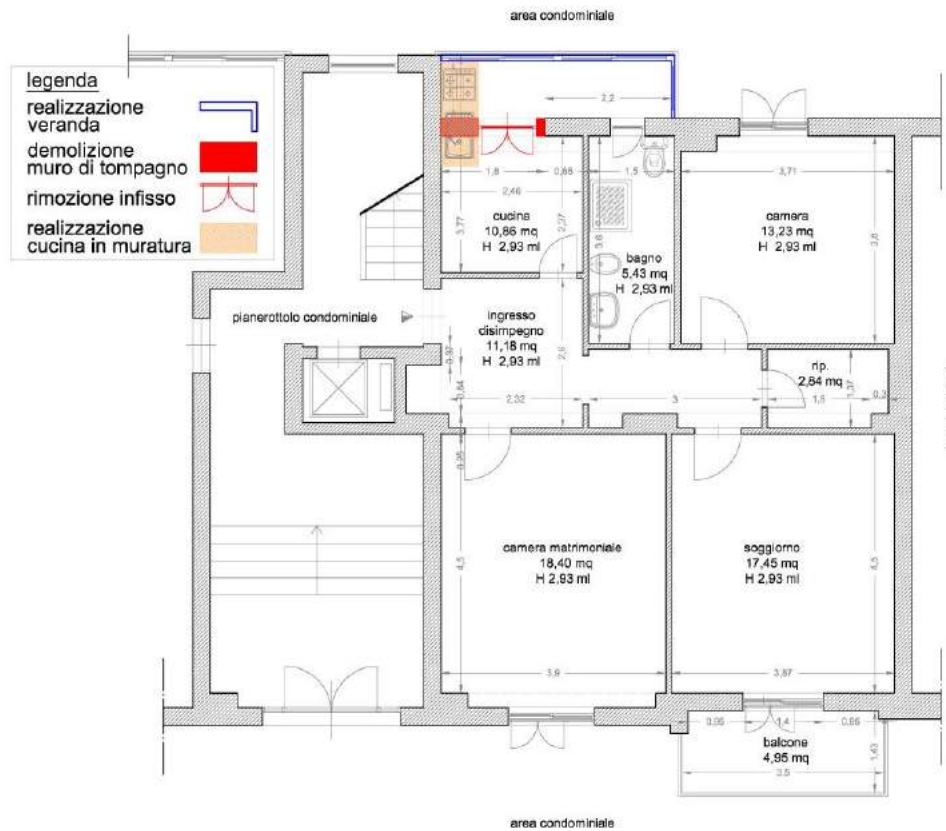 area condominiale
legenda
realizzazione
veranda
demolizione
muro di tompagno
rimozione infisso
realizzazione
cucina in muratura
2,2
1,8
0,66
2,46
3,77
2,37
cucina
10,86 mq
H 2,93 ml
1,5
3,6
bagno
5,43 mq
H 2,93 ml
3,71
3,6
camera
13,23 mq
H 2,93 ml
pianerottolo condominiale
ingresso
disimpegno
11,18 mq
H 2,93 ml
2,6
0,64
2,32
3
rip.
2,84 mq
1,37
1,8
0,3
camera matrimoniale
18,40 mq
H 2,93 ml
4,5
3,9
soggiorno
17,45 mq
H 2,93 ml
4,5
3,87
0,95
1,4
balcone
4,95 mq
1,43
3,5
area condominiale